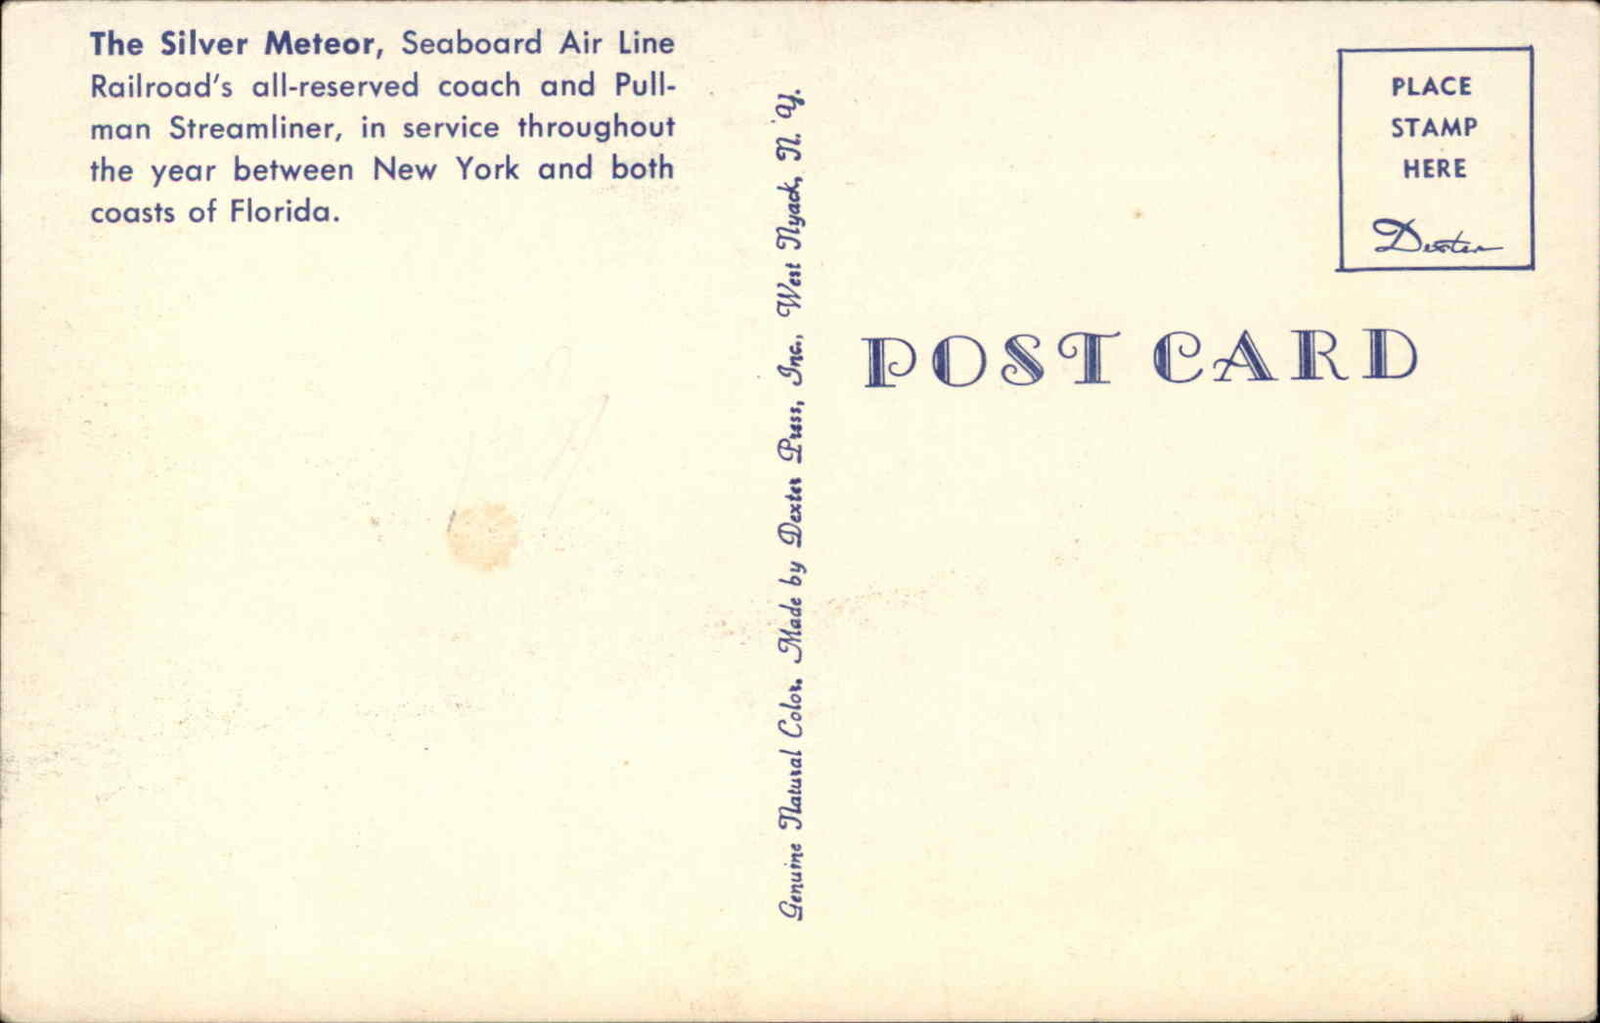 The Silver Meteor, Seaboard Air Line
Railroad's all-reserved coach and Pull-
man Streamliner, in service throughout
the year between New York and both
coasts of Florida.
Genuine Natural Color. Made by Dexter Press, Inc., West Nyack, N. Y.
PLACE
STAMP
HERE
Dexter
POST CARD